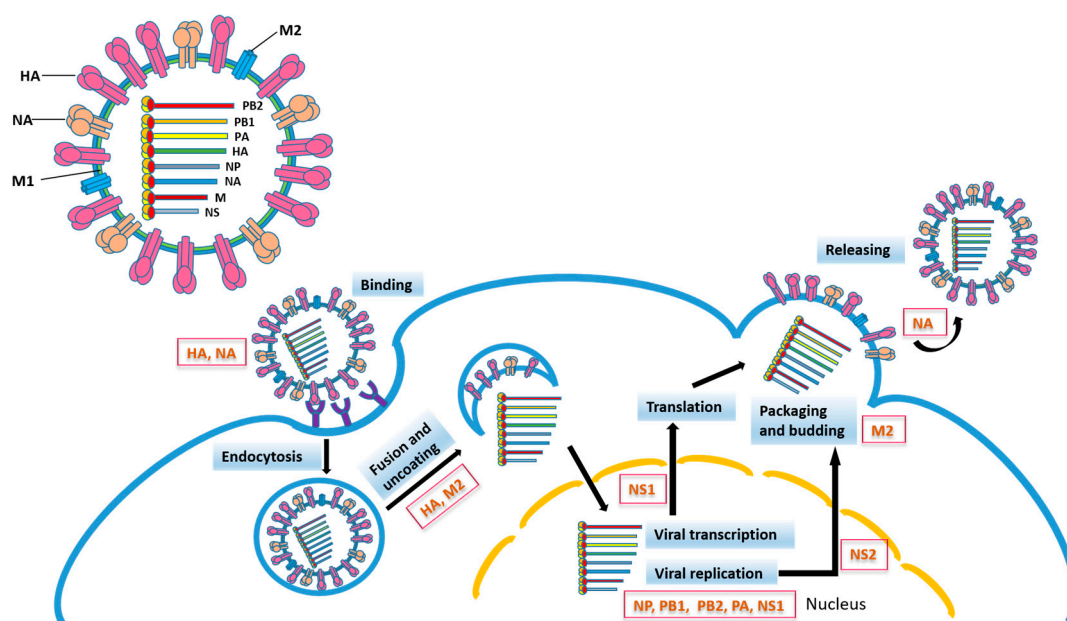 M2
HA
NA
M1
PB2
PB1
PA
HA
NP
NA
M
NS
Binding
HA, NA
Endocytosis
Fusion and
uncoating
HA, M2
Translation
NS1
Viral transcription
Viral replication
NP, PB1, PB2, PA, NS1
Nucleus
NS2
Packaging
and budding
M2
Releasing
NA